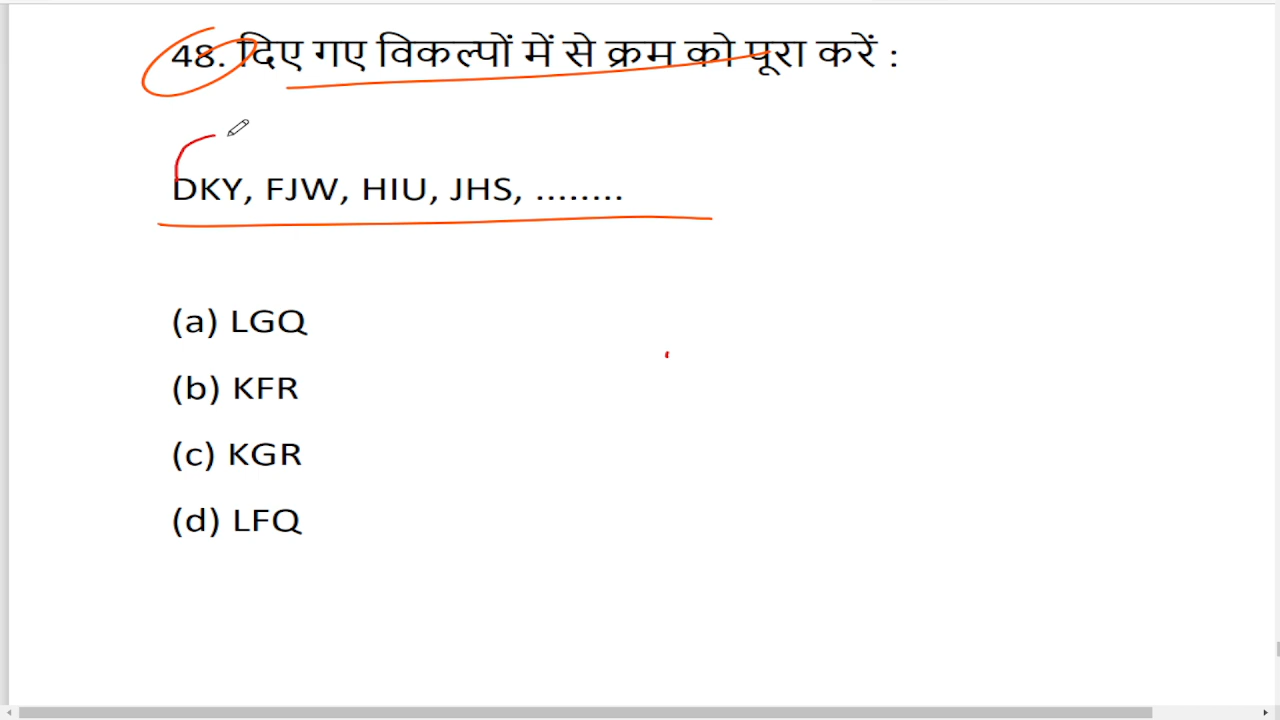 48. दिए गए विकल्पों में से क्रम को पूरा करें :
DKY, FJW, HIU, JHS, ........
(a) LGQ
(b) KFR
(c) KGR
(d) LFQ